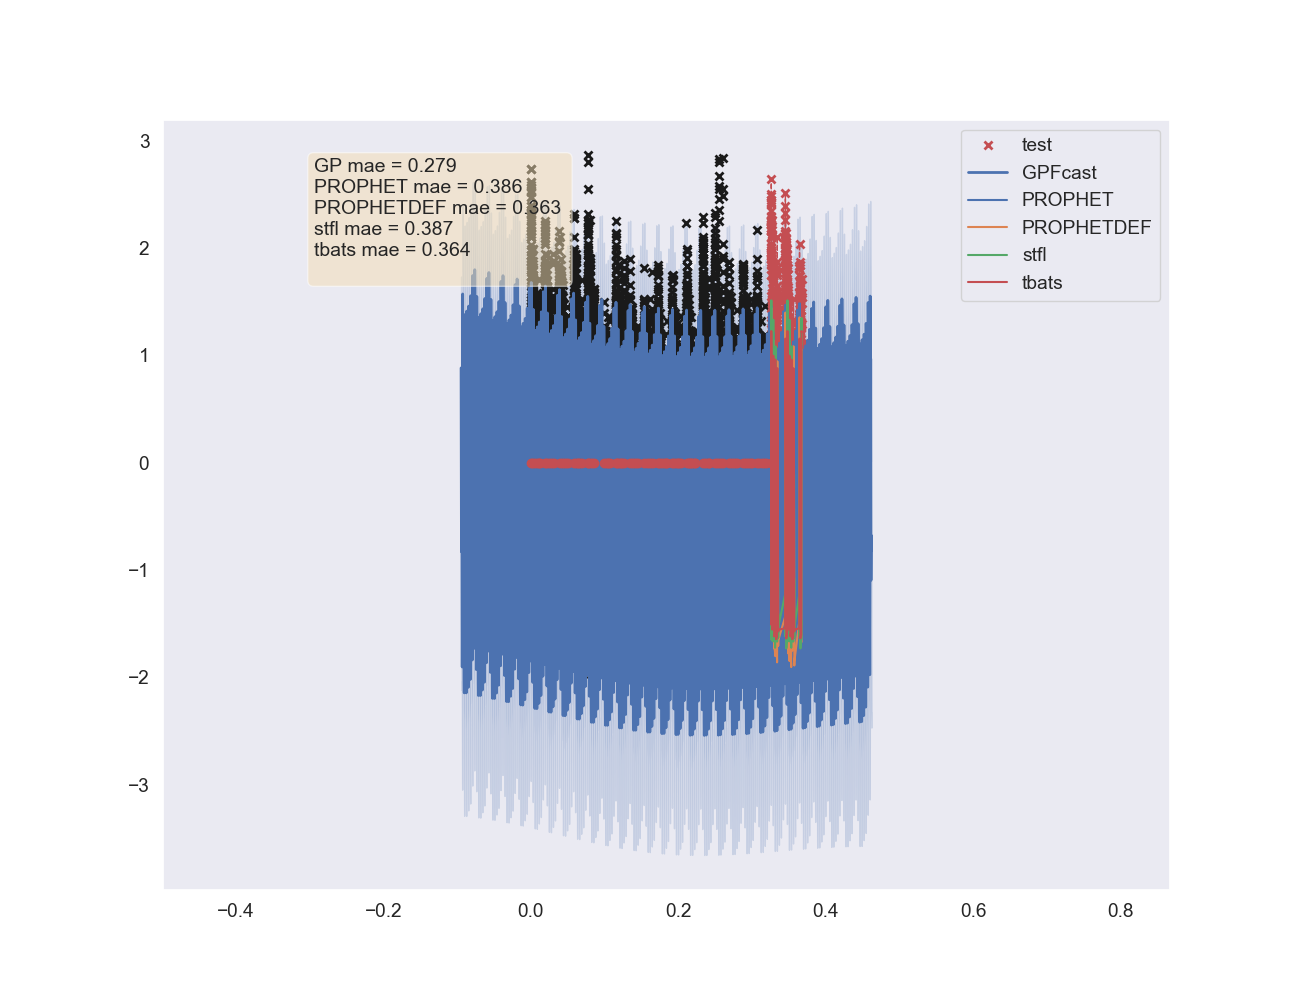 3
2
1
0
−1
−2
−3
GP mae = 0.279
PROPHET mae = 0.386
PROPHETDEF mae = 0.363
stfl mae = 0.387
tbats mae = 0.364
test
GPFcast
PROPHET
PROPHETDEF
stfl
tbats
−0.4 −0.2 0.0 0.2 0.4 0.6 0.8